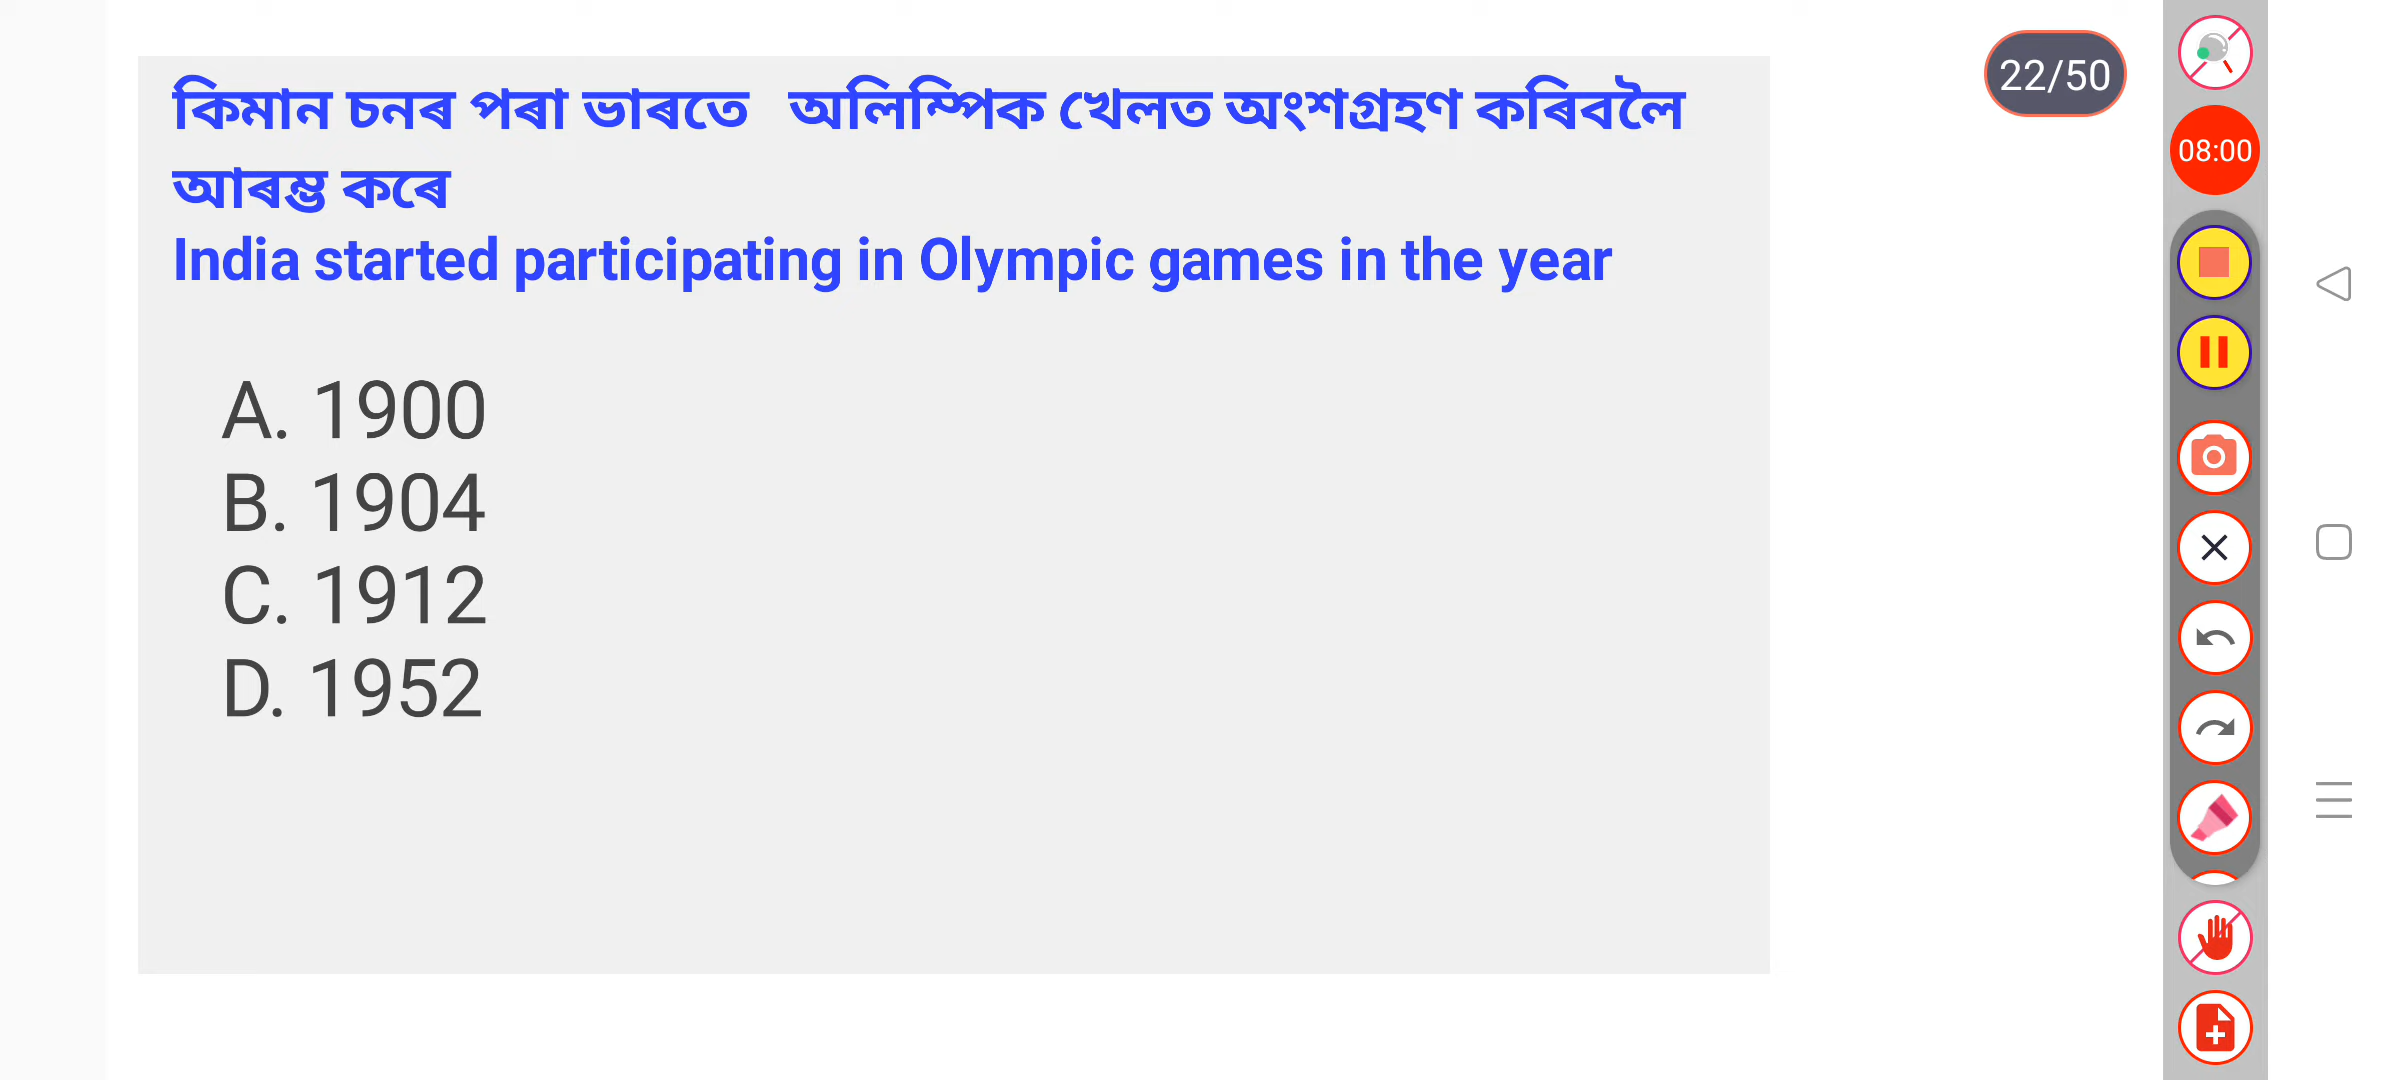 কিমান চনৰ পৰা ভাৰতে অলিম্পিক খেলত অংশগ্ৰহণ কৰিবলৈ
আৰম্ভ কৰে
India started participating in Olympic games in the year
A. 1900
B. 1904
C. 1912
D. 1952
22/50
08:00